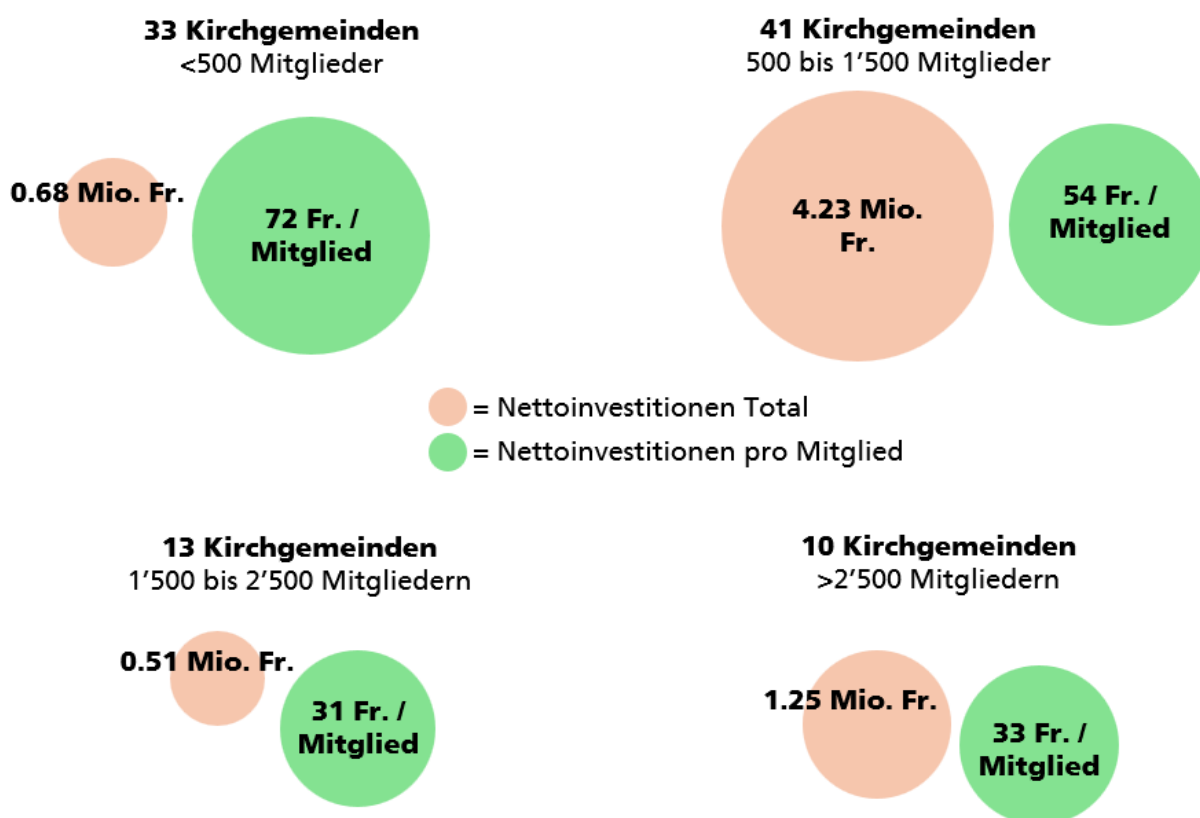 33 Kirchgemeinden
<500 Mitglieder
0.68 Mio. Fr.
72 Fr. /
Mitglied
41 Kirchgemeinden
500 bis 1’500 Mitglieder
4.23 Mio.
Fr.
54 Fr. /
Mitglied
= Nettoinvestitionen Total
= Nettoinvestitionen pro Mitglied
13 Kirchgemeinden
1’500 bis 2’500 Mitgliedern
0.51 Mio. Fr.
31 Fr. /
Mitglied
10 Kirchgemeinden
>2’500 Mitgliedern
1.25 Mio. Fr.
33 Fr. /
Mitglied